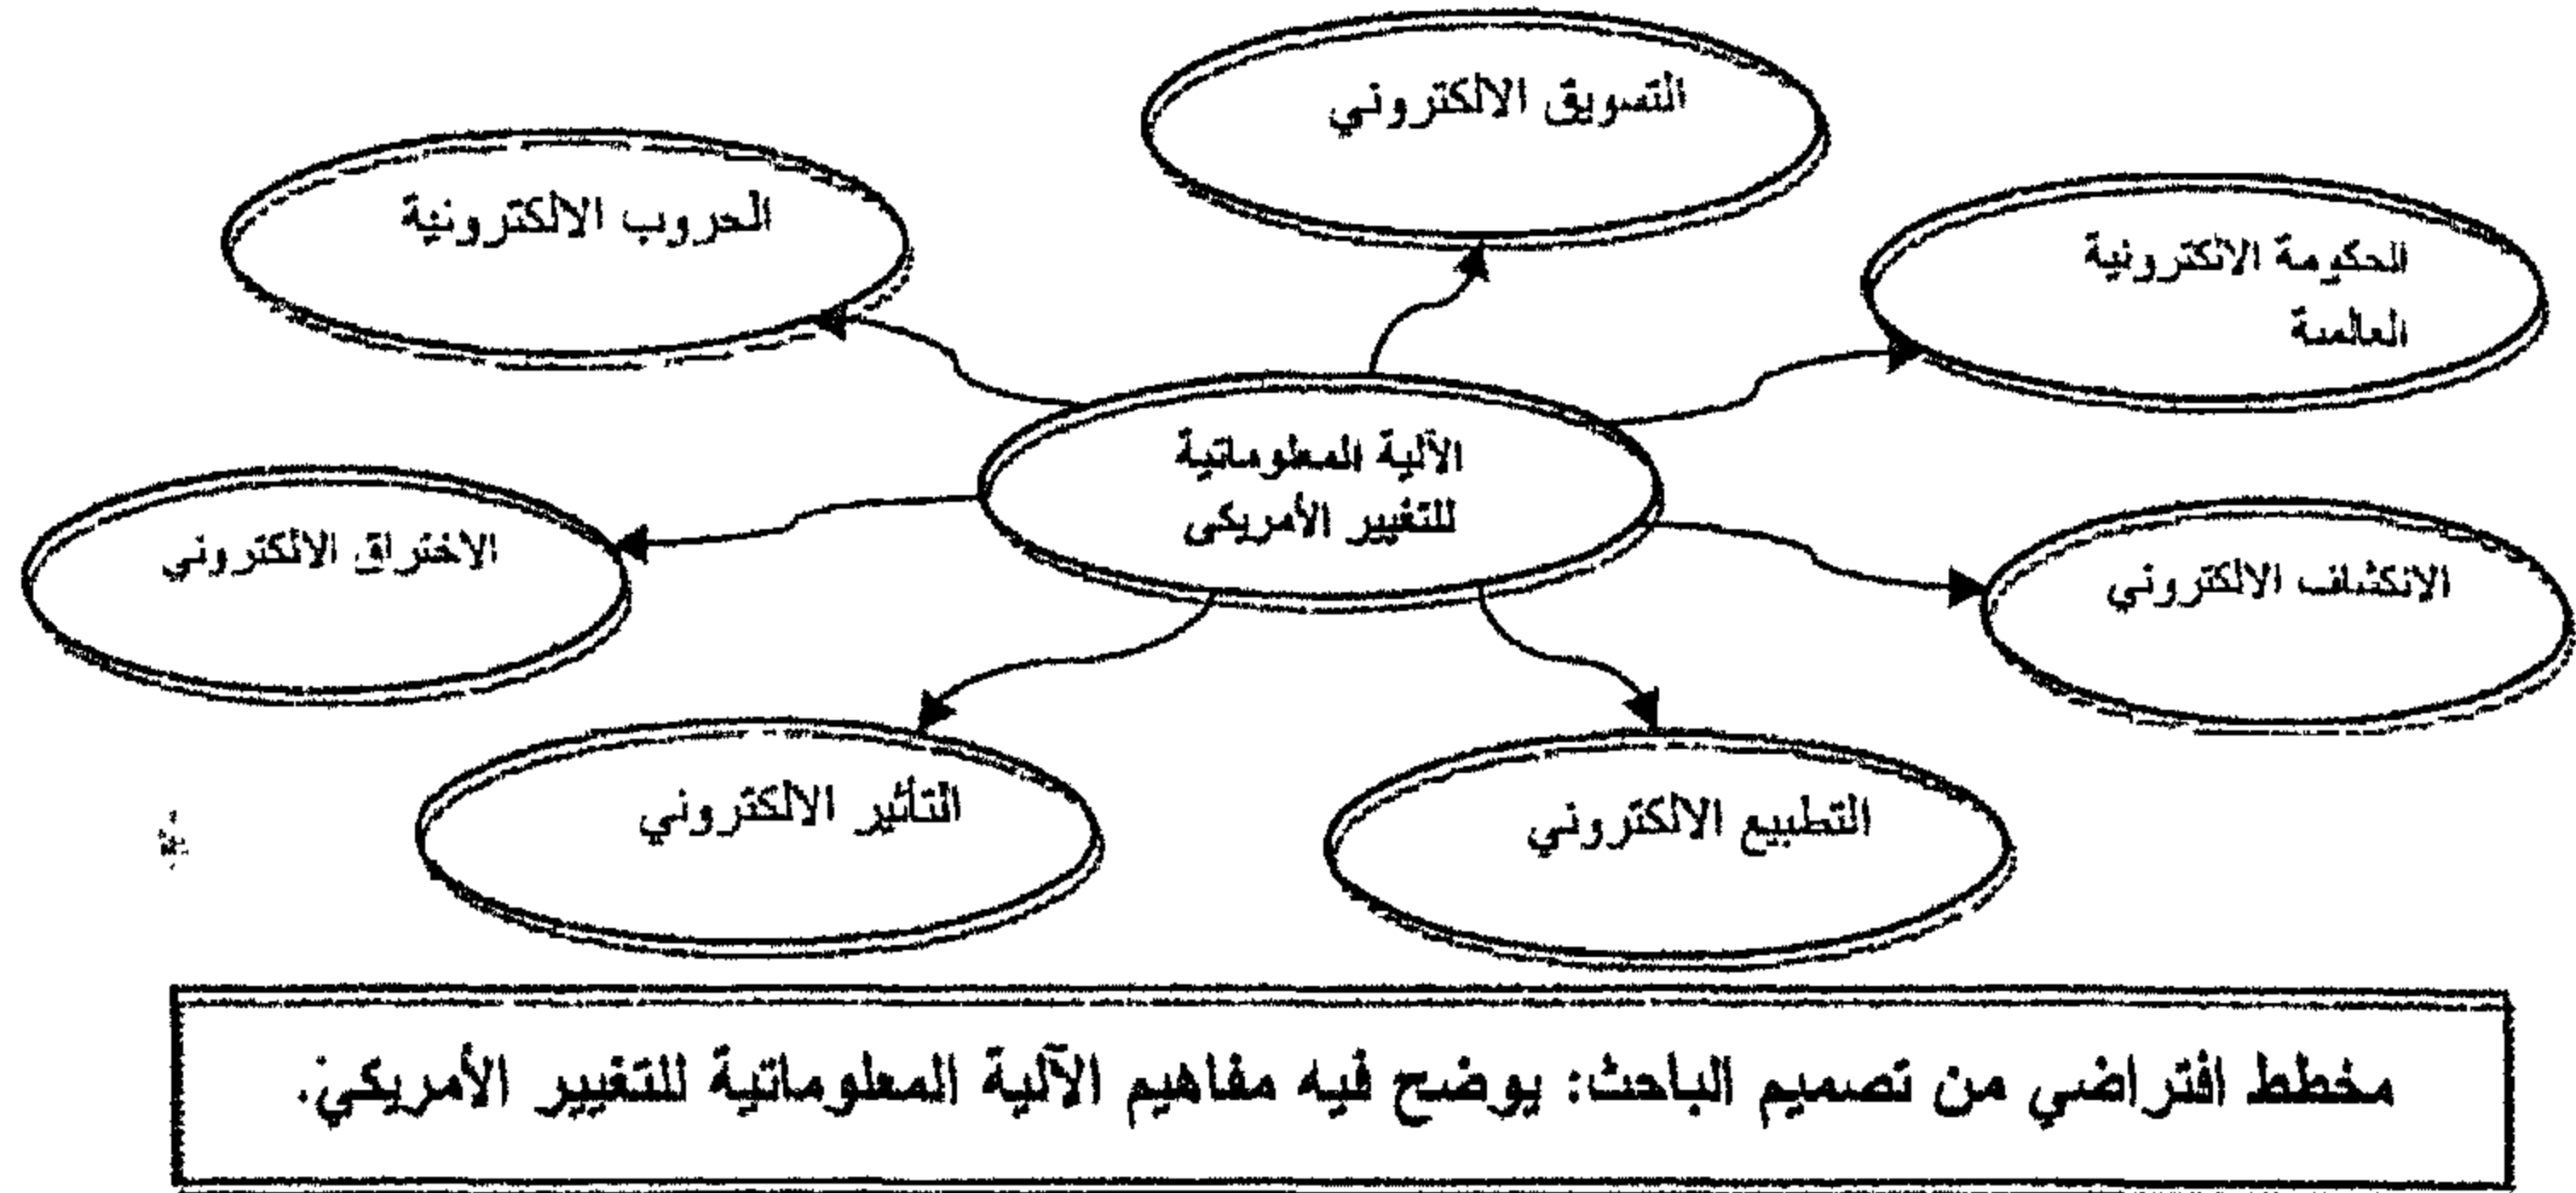 التسويق الالكتروني
الحروب الالكترونية
الحكومة الالكترونية
العالمية
الآلية المعلوماتية
للتغيير الأمريكي
الاختراق الالكتروني
الانكشاف الالكتروني
التأثير الالكتروني
التطبيع الالكتروني
مخطط افتراضي من تصميم الباحث: يوضح فيه مفاهيم الآلية المعلوماتية للتغيير الأمريكي.